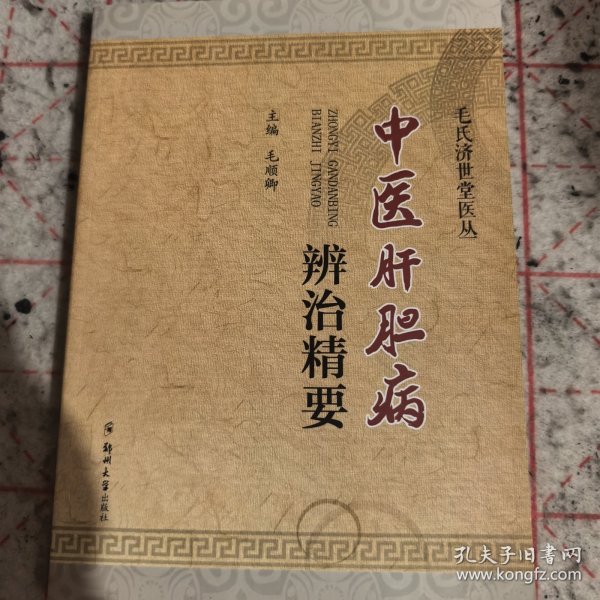 毛氏济世堂医丛
中医肝胆病
辨治精要
ZHONGYI GANDANBING
BIANZHI JINGYAO
主编 毛顺卿
郑州大学出版社
孔夫子旧书网
www.kongfz.com